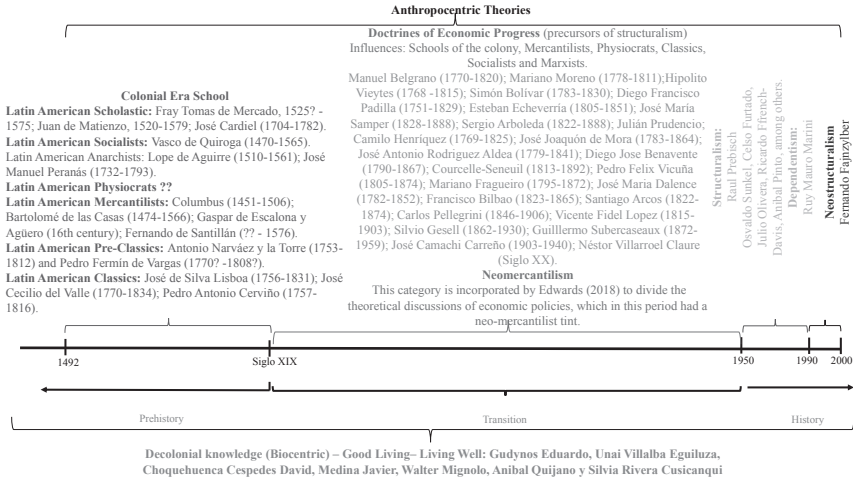 Anthropocentric Theories
Doctrines of Economic Progress (precursors of structuralism)
Influences: Schools of the colony, Mercantilists, Physiocrats, Classics,
Socialists and Marxists.
Manuel Belgrano (1770-1820); Mariano Moreno (1778-1811);Hipolito
Vieytes (1768 -1815); Simón Bolívar (1783-830); Diego Francisco
Padilla (1751-1829); Esteban Echeverría (1805-1851); José María
Samper (1828-1888); Sergio Arboleda (1822-1888); Julián Prudencio;
Camilo Henríquez (1769-1825); José Joaquón de Mora (1783-1864);
José Antonio Rodriguez Aldea (1779-1841); Diego Jose Benavente
(1790-1867); Courcelle-Seneuil (1813-1892); Pedro Felix Vicuña
(1805-1874); Mariano Fragueiro (1795-1872); José María Dalence
(1782-1852); Francisco Bilbao (1823-1865); Santiago Arcos (1822-
1874); Carlos Pellegrini (1846-1906); Vicente Fidel Lopez (1815-
1903); Silvio Gesell (1862-1930); Guilllermo Subercaseaux (1872-
1959); José Camachi Carreño (1903-1940); Néstor Villarroel Claure
(Siglo XX).
Neomercantilism
This category is incorporated by Edwards (2018) to divide the
theoretical discussions of economic policies, which in this period had a
neo-mercantilist tint.
Colonial Era School
Latin American Scholastic: Fray Tomas de Mercado, 1525? -
1575; Juan de Matienzo, 1520-1579; José Cardiel (1704-1782).
Latin American Socialists: Vasco de Quiroga (1470-1565).
Latin American Anarchists: Lope de Aguirre (1510-1561); José
Manuel Peranás (1732-1793).
Latin American Physiocrats ??
Latin American Mercantilists: Columbus (1451-1506);
Bartolomé de las Casas (1474-1566); Gaspar de Escalona y
Agüero (16th century); Fernando de Santillán (?? - 1576).
Latin American Pre-Classics: Antonio Narváez y la Torre (1753-
1812) and Pedro Fermín de Vargas (1770? -1808?).
Latin American Classics: José de Silva Lisboa (1756-1831); José
Cecilio del Valle (1770-1834); Pedro Antonio Cerviño (1757-
1816).
Structuralism:
Raul Prebisch
Osvaldo Sunkel, Celso Furtado,
Julio Olivera, Ricardo Ffrench-
Davis, Anibal Pinto, among others.
Dependentism:
Ruy Mauro Marini
Neostructuralism
Fernando Fajnzylber
1492
Siglo XIX
1950
1990
2000
Prehistory
Transition
History
Decolonial knowledge (Biocentric) – Good Living– Living Well: Gudynos Eduardo, Unai Villalba Eguiluza,
Choquehuenca Cespedes David, Medina Javier, Walter Mignolo, Anibal Quijano y Silvia Rivera Cusicanqui